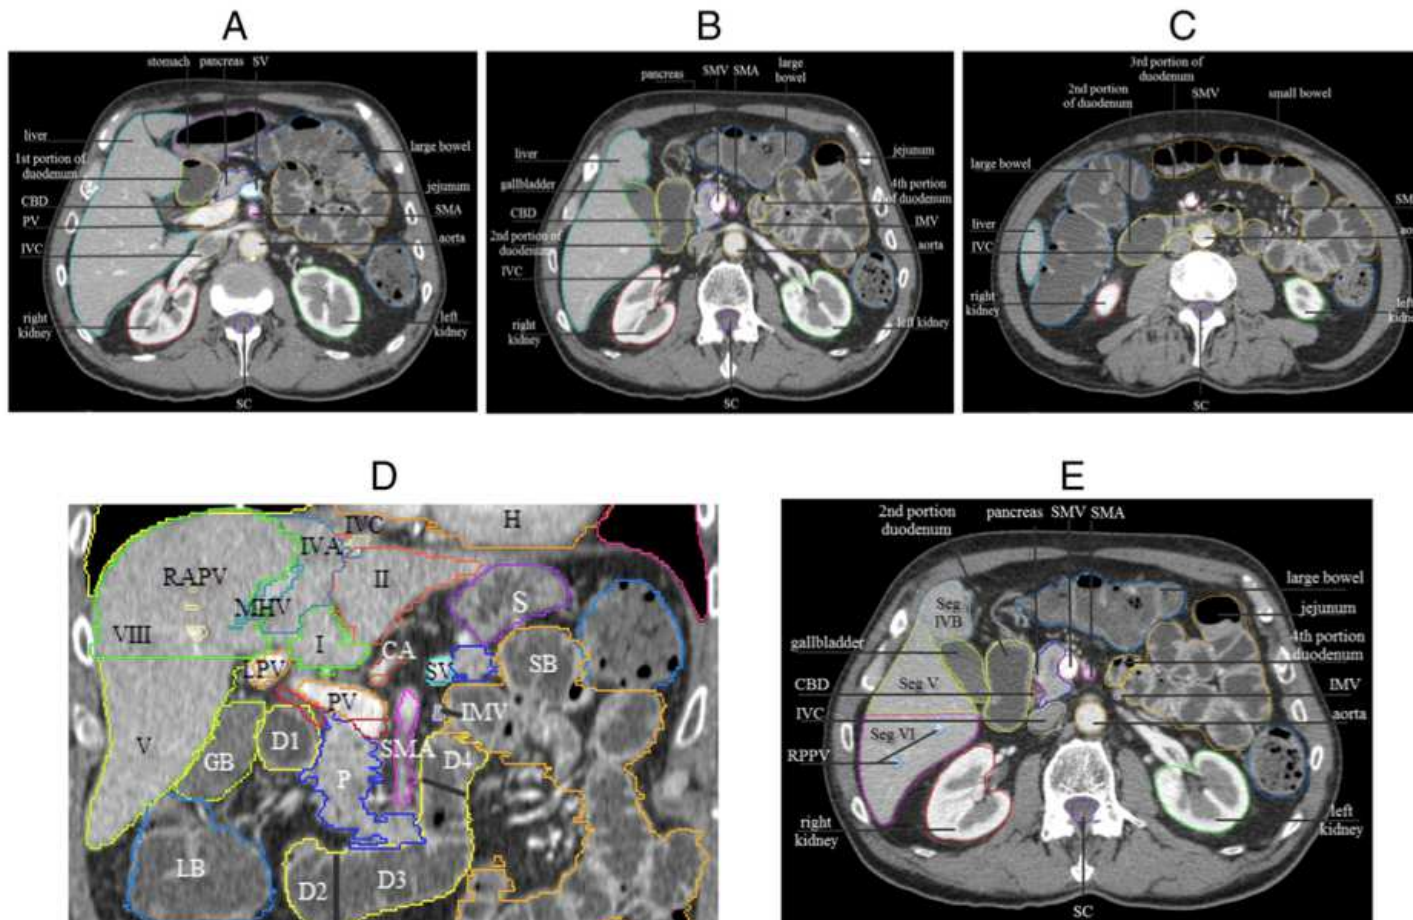 A
B
C
stomach pancreas SV
liver
1st portion of
duodenum
CBD
PV
IVC
right
kidney
large bowel
jejunum
SMA
aorta
left
kidney
SC
pancreas
SMV
SMA
large
bowel
liver
gallbladder
CBD
2nd portion of
duodenum
IVC
right
kidney
jejunum
4th portion
of duodenum
IMV
aorta
left kidney
SC
3rd portion of
duodenum
2nd portion
of duodenum
SMV
small bowel
large bowel
liver
IVC
right
kidney
left
SC
D
E
IVC
H
IVA
RAPV
II
MHV
S
VIII
I
CA
SV
SB
LPV
PV
IMV
V
SMA
GB
D1
D4
P
LB
D2
D3
2nd portion
duodenum
pancreas
SMV
SMA
large bowel
jejunum
4th portion
duodenum
IMV
aorta
left
kidney
gallbladder
CBD
IVC
RPPV
right
kidney
Seg
IVB
Seg V
Seg VI
SC